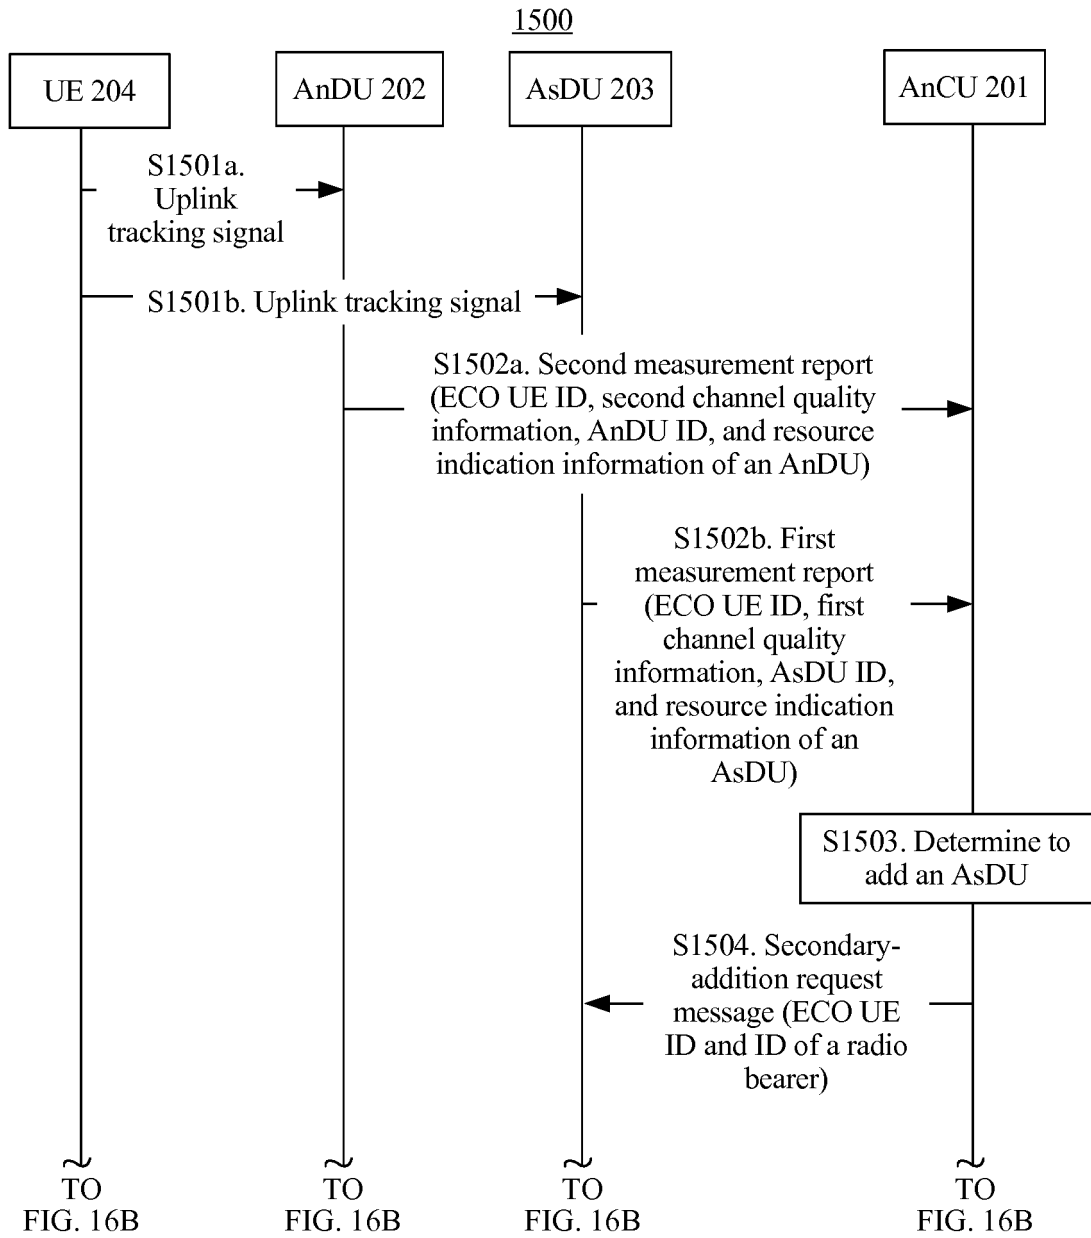 1500
UE 204
AnDU 202
AsDU 203
AnCU 201
S1501a.
Uplink
tracking signal
S1501b. Uplink tracking signal
S1502a. Second measurement report
(ECO UE ID, second channel quality
information, AnDU ID, and resource
indication information of an AnDU)
S1502b. First
measurement report
(ECO UE ID, first
channel quality
information, AsDU ID,
and resource indication
information of an
AsDU)
S1503. Determine to
add an AsDU
S1504. Secondary-
addition request
message (ECO UE
ID and ID of a radio
bearer)
TO
FIG. 16B
TO
FIG. 16B
TO
FIG. 16B
TO
FIG. 16B